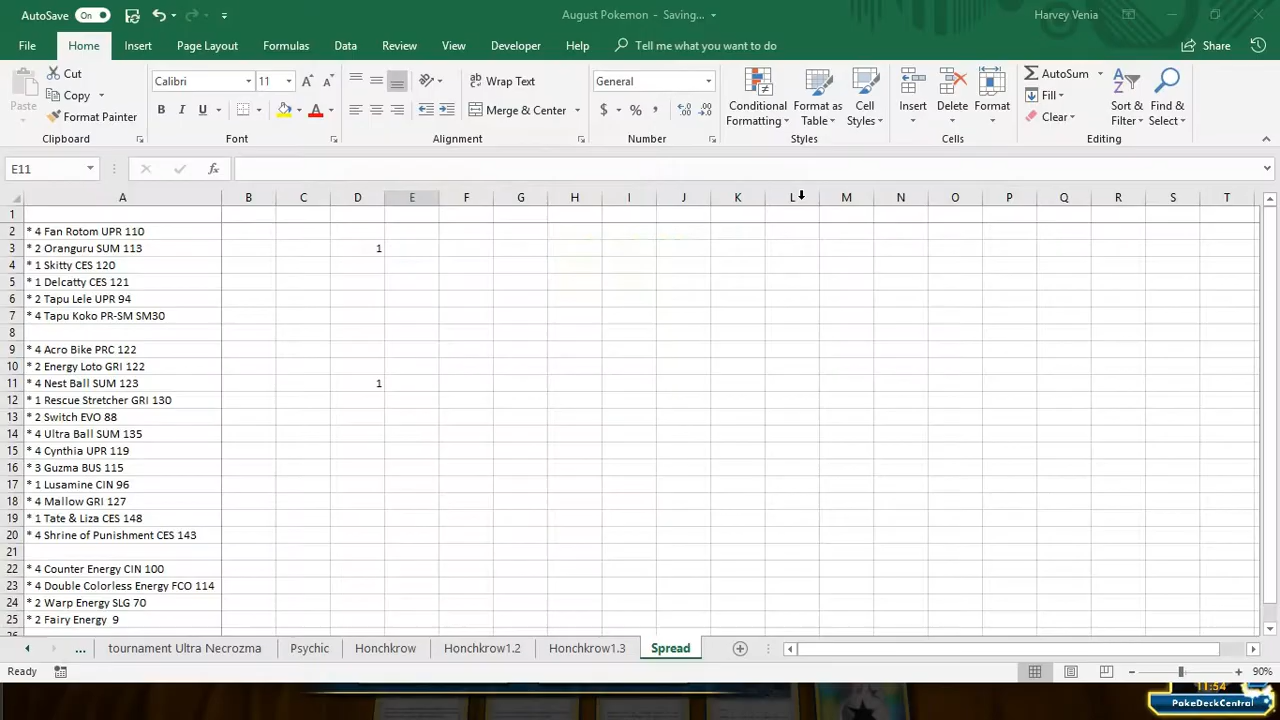 AutoSave On August Pokemon - Saving... Harvey Venia
File Home Insert Page Layout Formulas Data Review View Developer Help Tell me what you want to do Share
Paste Cut Copy Format Painter Clipboard
Calibri 11 A A B I U A Font
Wrap Text Merge & Center Alignment
General $ % , Number
Conditional Formatting Format as Table Cell Styles Styles
Insert Delete Format Cells
AutoSum Fill Clear Sort & Filter Find & Select Editing
E11 fx
A B C D E F G H I J K L M N O P Q R S T
1
2 * 4 Fan Rotom UPR 110
3 * 2 Oranguru SUM 113 1
4 * 1 Skitty CES 120
5 * 1 Delcatty CES 121
6 * 2 Tapu Lele UPR 94
7 * 4 Tapu Koko PR-SM SM30
8
9 * 4 Acro Bike PRC 122
10 * 2 Energy Loto GRI 122
11 * 4 Nest Ball SUM 123 1
12 * 1 Rescue Stretcher GRI 130
13 * 2 Switch EVO 88
14 * 4 Ultra Ball SUM 135
15 * 4 Cynthia UPR 119
16 * 3 Guzma BUS 115
17 * 1 Lusamine CIN 96
18 * 4 Mallow GRI 127
19 * 1 Tate & Liza CES 148
20 * 4 Shrine of Punishment CES 143
21
22 * 4 Counter Energy CIN 100
23 * 4 Double Colorless Energy FCO 114
24 * 2 Warp Energy SLG 70
25 * 2 Fairy Energy 9
... tournament Ultra Necrozma Psychic Honchkrow Honchkrow1.2 Honchkrow1.3 Spread
Ready 90%
11:54
PokeDeckCentral